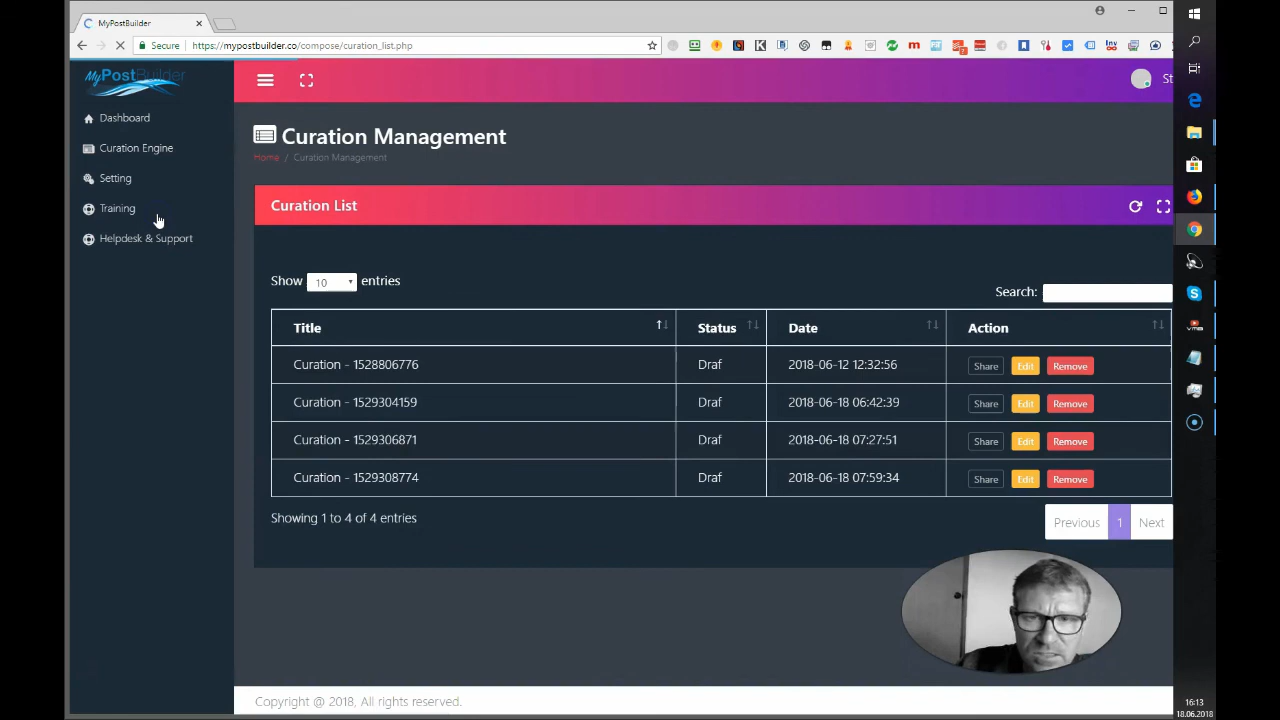 MyPostBuilder
Secure
https://mypostbuilder.co/compose/curation_list.php
MyPostBuilder
St
Dashboard
Curation Engine
Setting
Training
Helpdesk & Support
Curation Management
Home / Curation Management
Curation List
Show 10 entries
Search:
Title Status Date Action
Curation - 1528806776 Draf 2018-06-12 12:32:56 Share Edit Remove
Curation - 1529304159 Draf 2018-06-18 06:42:39 Share Edit Remove
Curation - 1529306871 Draf 2018-06-18 07:27:51 Share Edit Remove
Curation - 1529308774 Draf 2018-06-18 07:59:34 Share Edit Remove
Showing 1 to 4 of 4 entries
Previous 1 Next
Copyright @ 2018, All rights reserved.
16:13
18.06.2018